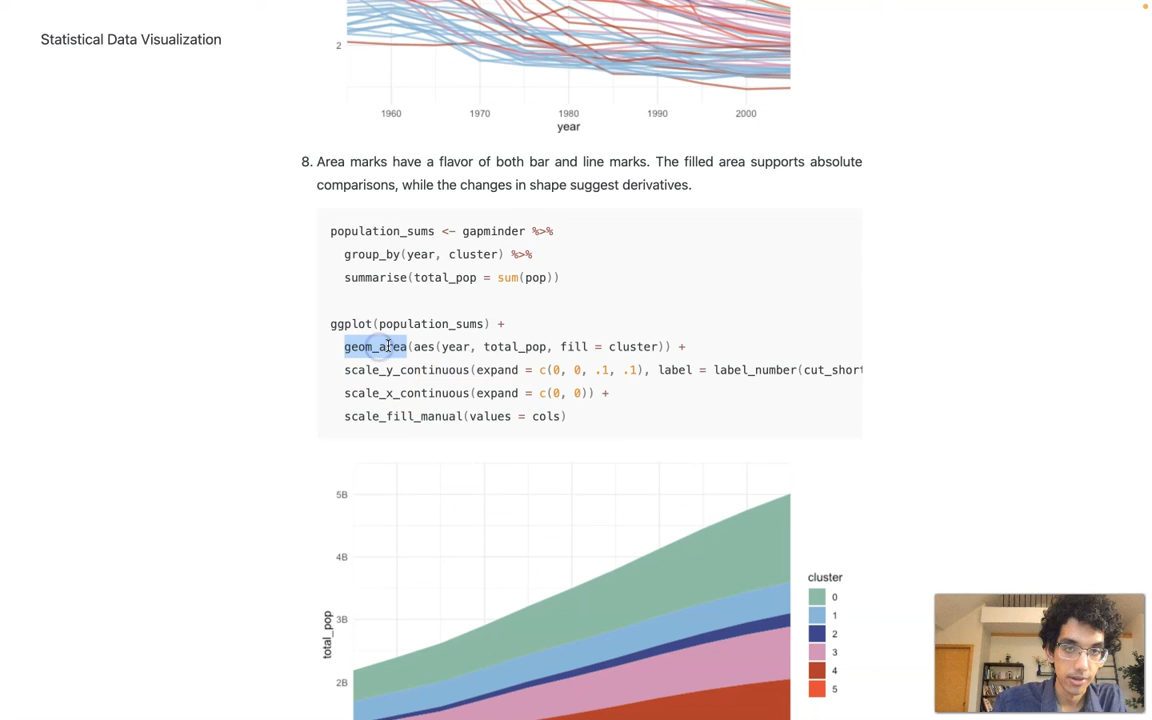 Statistical Data Visualization
2
1960 1970 1980 1990 2000
year
8. Area marks have a flavor of both bar and line marks. The filled area supports absolute
comparisons, while the changes in shape suggest derivatives.
population_sums <- gapminder %>%
group_by(year, cluster) %>%
summarise(total_pop = sum(pop))
ggplot(population_sums) +
geom_area(aes(year, total_pop, fill = cluster)) +
scale_y_continuous(expand = c(0, 0, .1, .1), label = label_number(cut_short
scale_x_continuous(expand = c(0, 0)) +
scale_fill_manual(values = cols)
5B
4B
3B
2B
total_pop
cluster
0
1
2
3
4
5